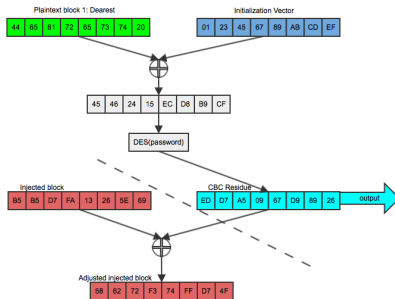 Plaintext block 1: Dearest
Initialization Vector
44 65 61 72 65 73 74 20
01 23 45 67 89 AB CD EF
45 46 24 15 EC D8 B9 CF
DES(password)
Injected block
CBC Residue
B5 B5 D7 FA 13 26 5E 69
ED D7 A5 09 67 D9 89 26
output
Adjusted injected block
58 62 72 F3 74 FF D7 4F